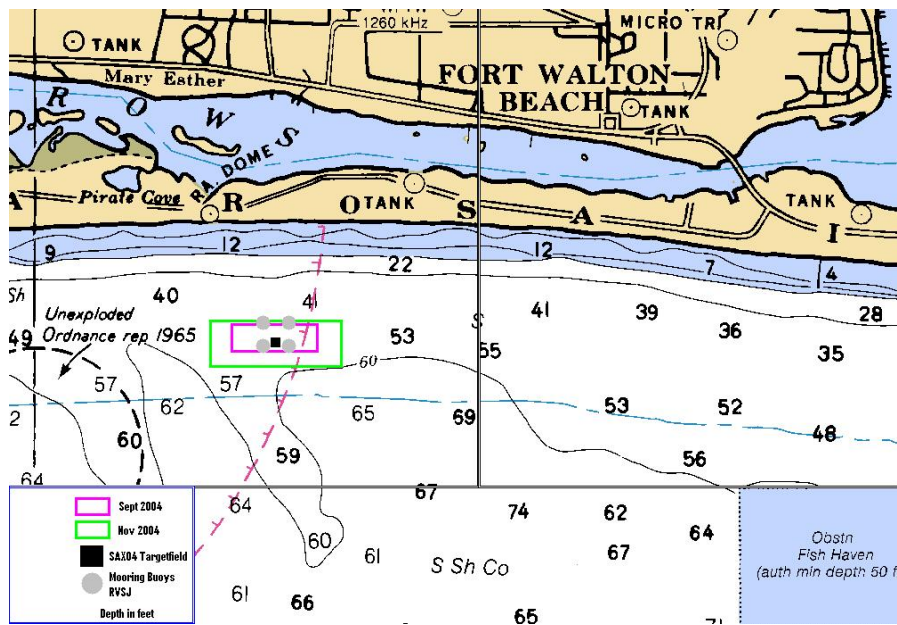 1260 kHz
MICRO TR
TANK
Mary Esther
FORT WALTON
BEACH
TANK
R O W S
RA DOME
Pirate Cove
TANK
TANK
A R O S A I
9
12
12
7
4
22
Sh
40
41
41
39
28
Unexploded
Ordnance rep 1965
49
53
S
36
55
35
57
57
60
62
65
69
53
52
48
2
60
59
56
64
67
64
74
62
64
60
61
67
S Sh Co
61
66
65
71
Sept 2004
Nov 2004
SAX04 Targetfield
Mooring Buoys
RVSJ
Depth in feet
Obstn
Fish Haven
(auth min depth 50 f